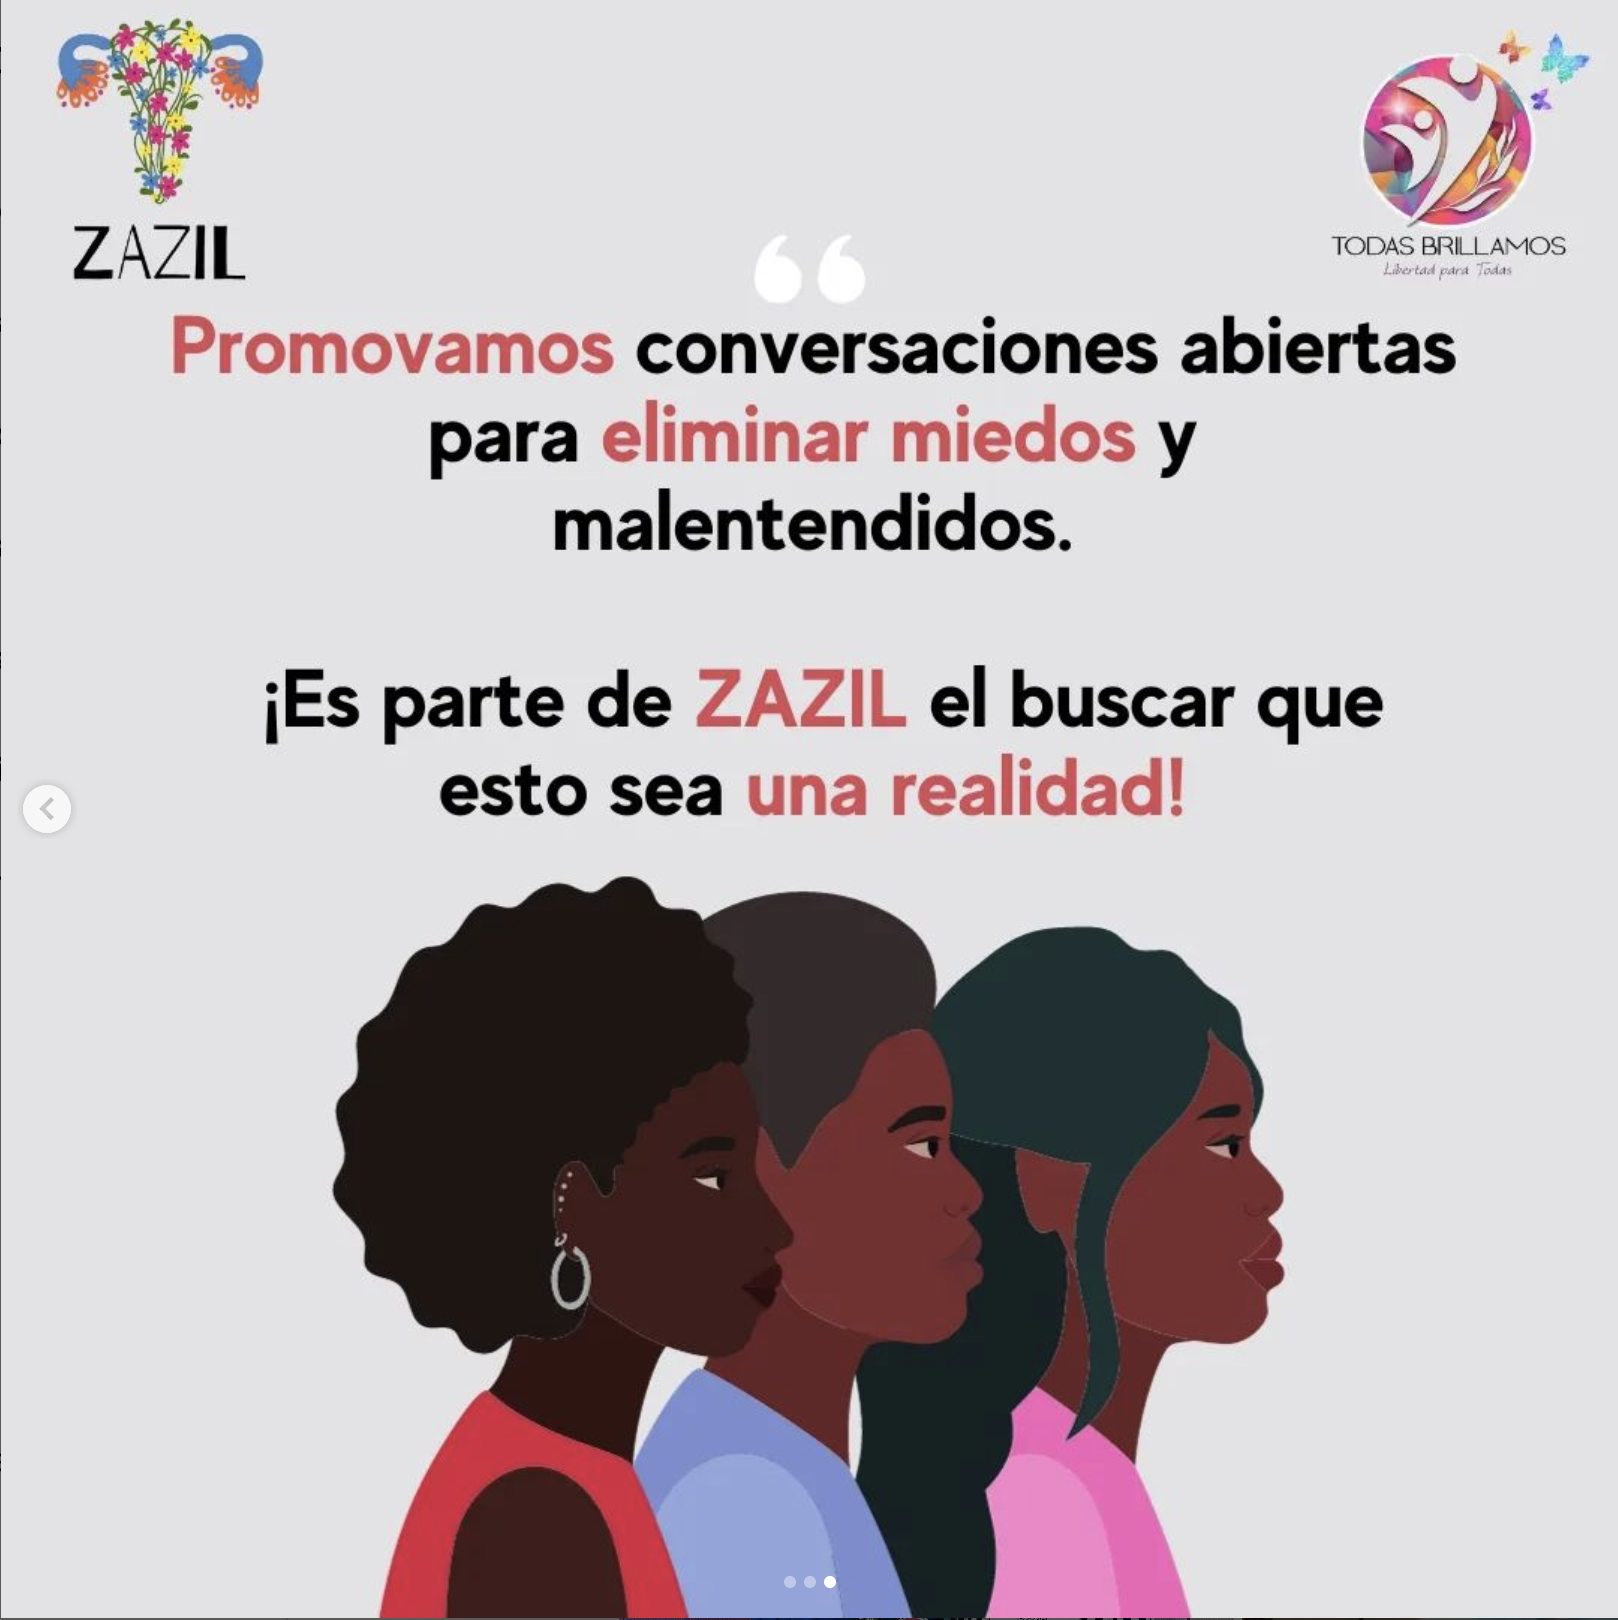 ZAZIL
TODAS BRILLAMOS
Libertad para Todas
“
Promovamos conversaciones abiertas
para eliminar miedos y
malentendidos.
¡Es parte de ZAZIL el buscar que
esto sea una realidad!